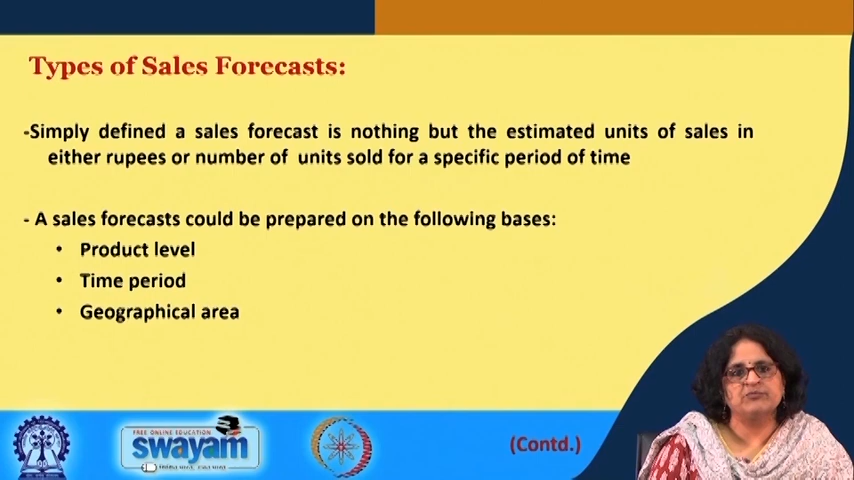 Types of Sales Forecasts:
-Simply defined a sales forecast is nothing but the estimated units of sales in
either rupees or number of units sold for a specific period of time
- A sales forecasts could be prepared on the following bases:
• Product level
• Time period
• Geographical area
FREE ONLINE EDUCATION
swayam
(Contd.)